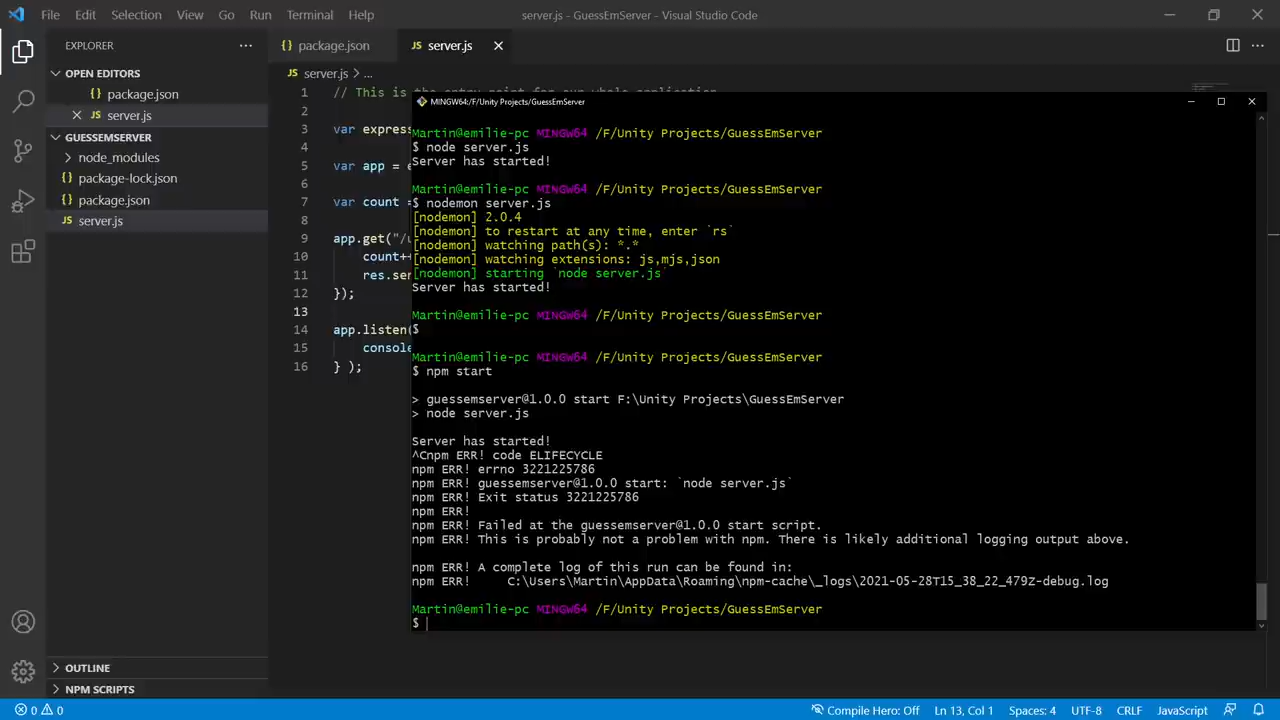 File Edit Selection View Go Run Terminal Help
server.js - GuessEmServer - Visual Studio Code
EXPLORER
OPEN EDITORS
package.json
server.js
GUESSEMSERVER
node_modules
package-lock.json
package.json
server.js
OUTLINE
NPM SCRIPTS
package.json
server.js
server.js > ...
1 // This is the entry point for our whole application
2
3 var express
4
5 var app = e
6
7 var count =
8
9 app.get("/u
10 count++
11 res.sen
12 });
13
14 app.listen(
15 console
16 } );
MINGW64:/F/Unity Projects/GuessEmServer
Martin@emilie-pc MINGW64 /F/Unity Projects/GuessEmServer
$ node server.js
Server has started!
Martin@emilie-pc MINGW64 /F/Unity Projects/GuessEmServer
$ nodemon server.js
[nodemon] 2.0.4
[nodemon] to restart at any time, enter `rs`
[nodemon] watching path(s): *.*
[nodemon] watching extensions: js,mjs,json
[nodemon] starting `node server.js`
Server has started!
Martin@emilie-pc MINGW64 /F/Unity Projects/GuessEmServer
$
Martin@emilie-pc MINGW64 /F/Unity Projects/GuessEmServer
$ npm start
> guessemserver@1.0.0 start F:\Unity Projects\GuessEmServer
> node server.js
Server has started!
^Cnpm ERR! code ELIFECYCLE
npm ERR! errno 3221225786
npm ERR! guessemserver@1.0.0 start: `node server.js`
npm ERR! Exit status 3221225786
npm ERR!
npm ERR! Failed at the guessemserver@1.0.0 start script.
npm ERR! This is probably not a problem with npm. There is likely additional logging output above.
npm ERR! A complete log of this run can be found in:
npm ERR! C:\Users\Martin\AppData\Roaming\npm-cache\_logs\2021-05-28T15_38_22_479Z-debug.log
Martin@emilie-pc MINGW64 /F/Unity Projects/GuessEmServer
$
0 0
Compile Hero: Off Ln 13, Col 1 Spaces: 4 UTF-8 CRLF JavaScript